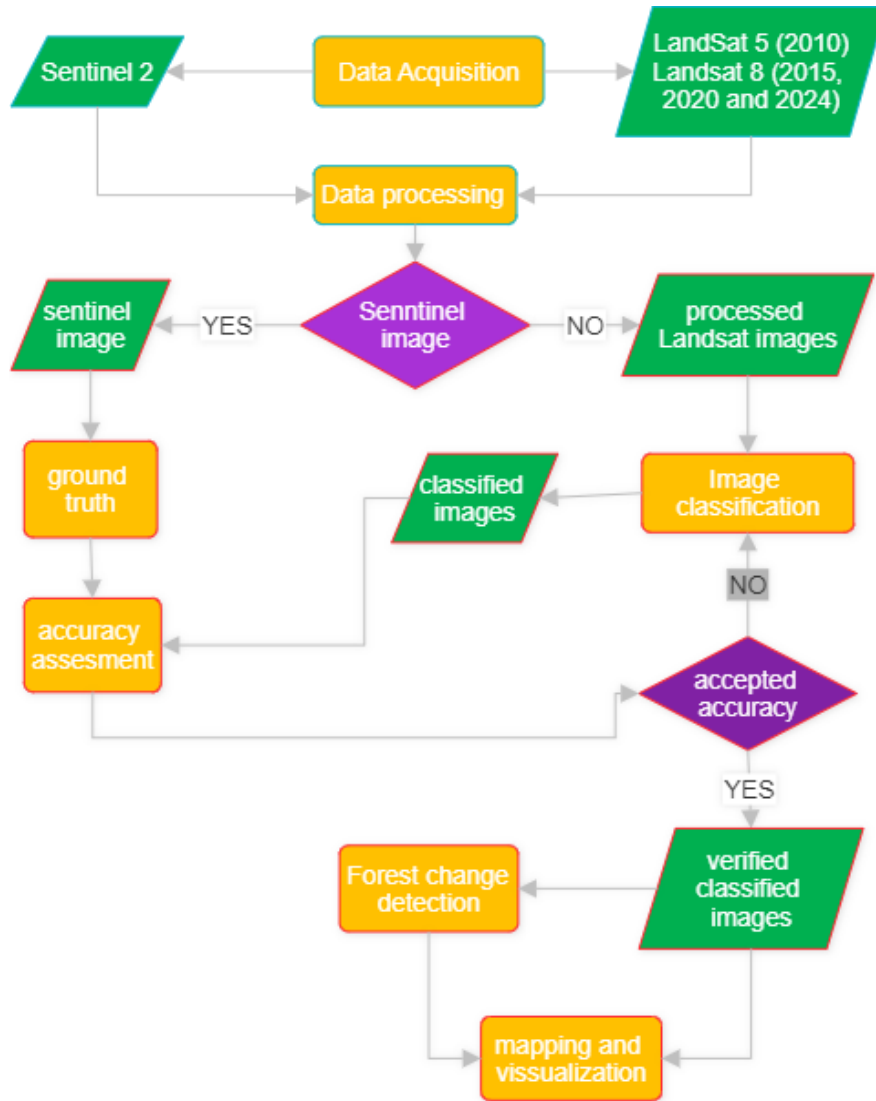 Sentinel 2
Data Acquisition
LandSat 5 (2010)
Landsat 8 (2015,
2020 and 2024)
Data processing
sentinel
image
YES
Senntinel
image
NO
processed
Landsat images
ground
truth
classified
images
Image
classification
NO
accuracy
assesment
accepted
accuracy
YES
Forest change
detection
verified
classified
images
mapping and
vissualization